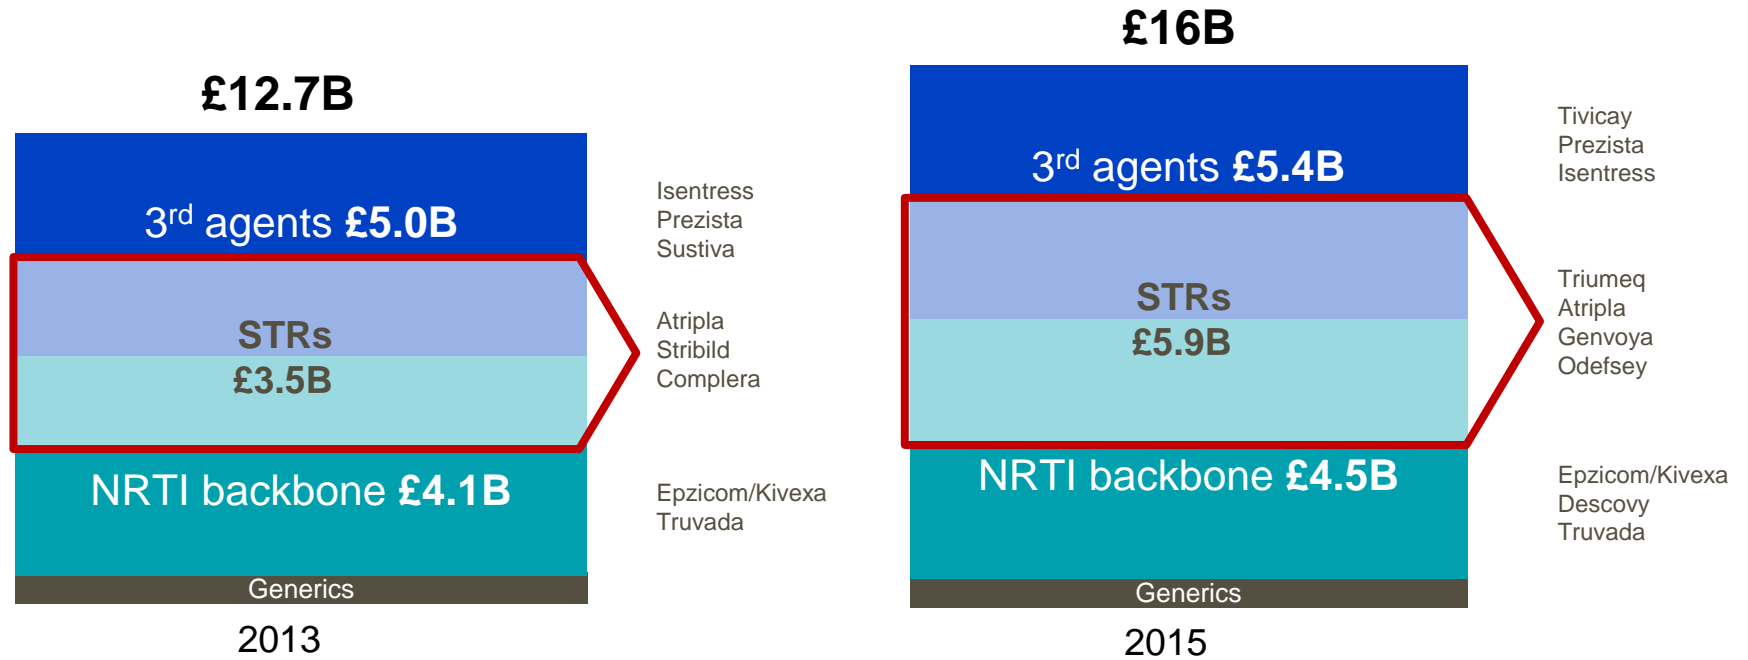 £12.7B
3rd agents £5.0B
STRs
£3.5B
NRTI backbone £4.1B
Generics
2013
Isentress
Prezista
Sustiva
Atripla
Stribild
Complera
Epzicom/Kivexa
Truvada
£16B
3rd agents £5.4B
STRs
£5.9B
NRTI backbone £4.5B
Generics
2015
Tivicay
Prezista
Isentress
Triumeq
Atripla
Genvoya
Odefsey
Epzicom/Kivexa
Descovy
Truvada